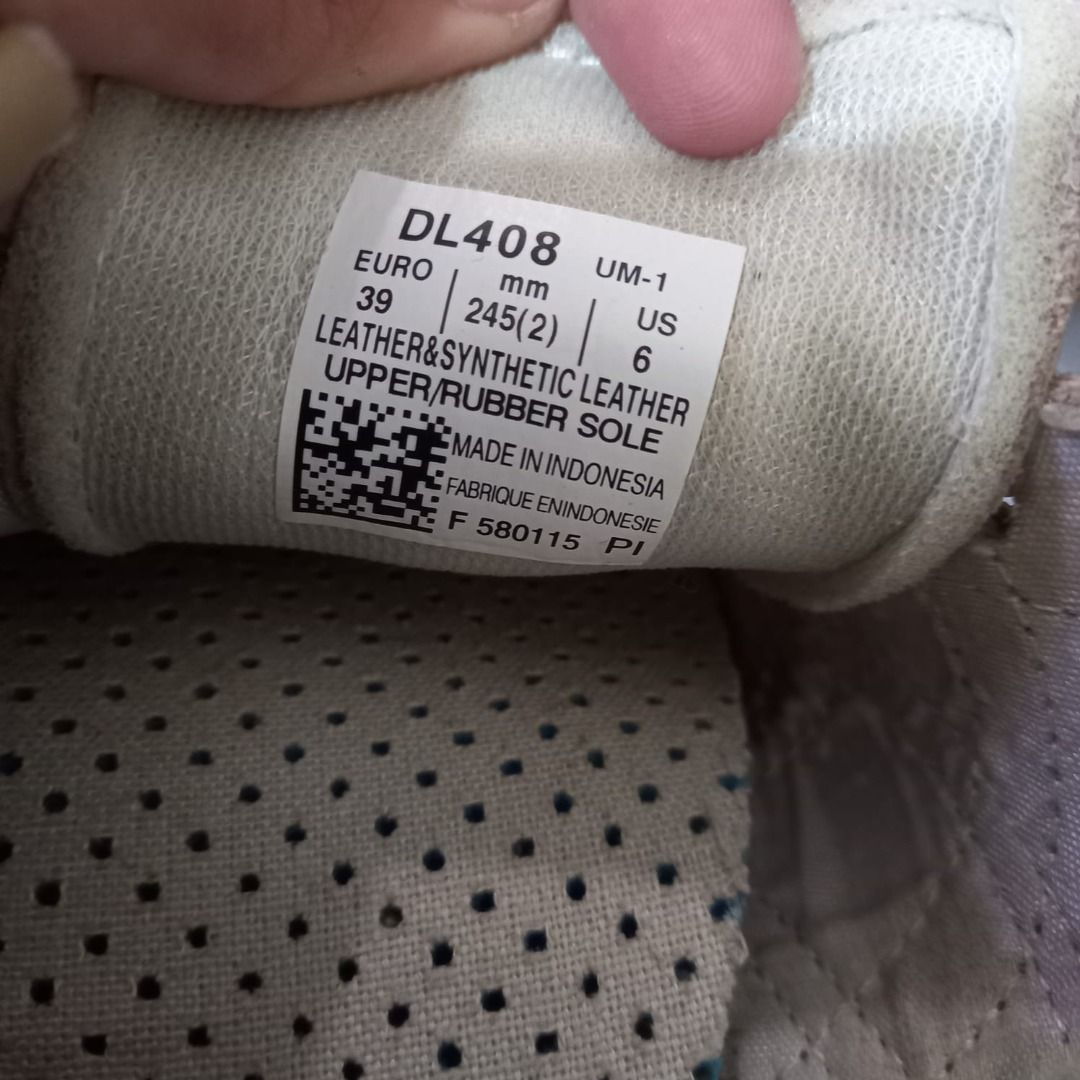 DL408 UM-1
EURO | mm | US
39 | 245(2) | 6
LEATHER&SYNTHETIC LEATHER
UPPER/RUBBER SOLE
MADE IN INDONESIA
FABRIQUE ENINDONESIE
F 580115 PI